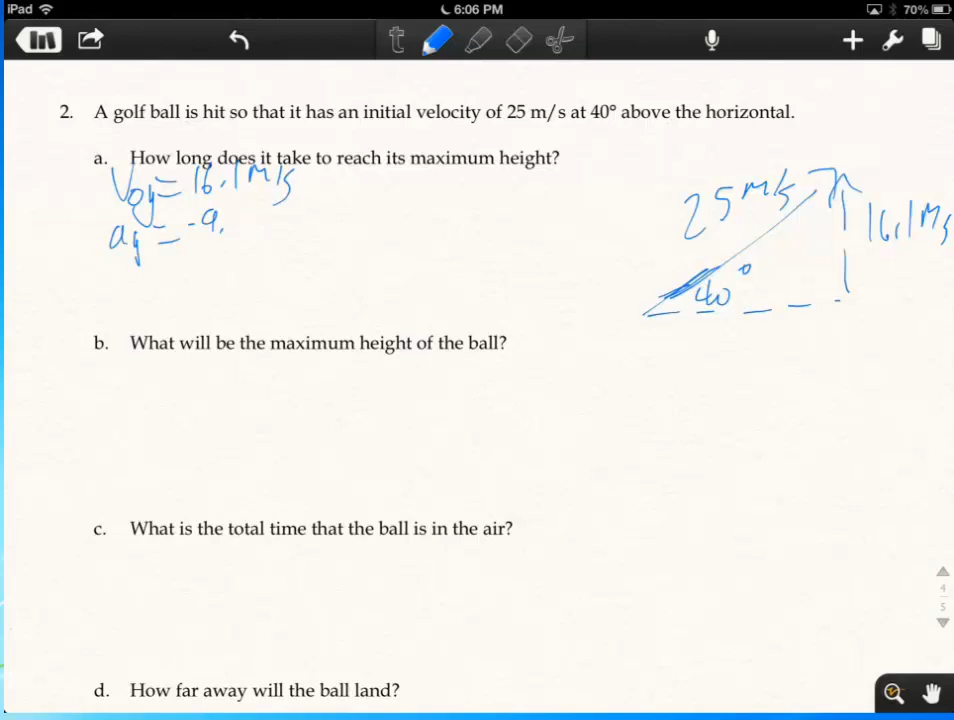 iPad 6:06 PM 70%
t
2. A golf ball is hit so that it has an initial velocity of 25 m/s at 40° above the horizontal.
a. How long does it take to reach its maximum height?
Voy = 16.1 m/s
ay = -9.
25 m/s
16.1 m/s
40°
b. What will be the maximum height of the ball?
c. What is the total time that the ball is in the air?
4
5
d. How far away will the ball land?